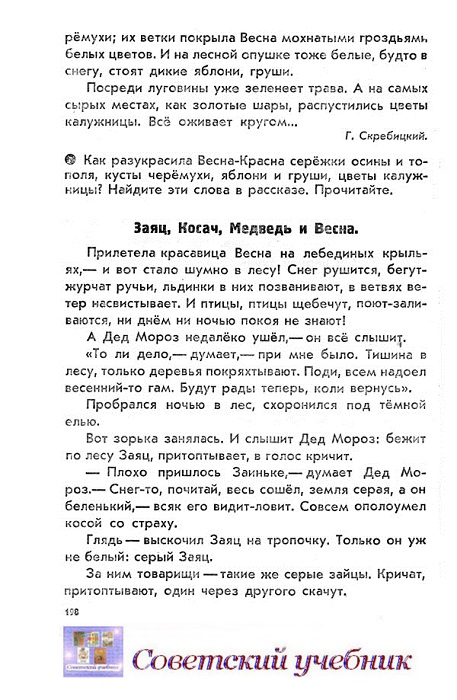 рёмухи; их ветки покрыла Весна мохнатыми гроздьями
белых цветов. И на лесной опушке тоже белые, будто в
снегу, стоят дикие яблони, груши.
Посреди луговины уже зеленеет трава. А на самых
сырых местах, как золотые шары, распустились цветы
калужницы. Всё оживает кругом...
Г. Скребицкий.
Как разукрасила Весна-Красна серёжки осины и то-
поля, кусты черёмухи, яблони и груши, цветы калуж-
ницы? Найдите эти слова в рассказе. Прочитайте.
Заяц, Косач, Медведь и Весна.
Прилетела красавица Весна на лебединых крыль-
ях,— и вот стало шумно в лесу! Снег рушится, бегут-
журчат ручьи, льдинки в них позванивают, в ветвях ве-
тер насвистывает. И птицы, птицы щебечут, поют-зали-
ваются, ни днём ни ночью покоя не знают!
А Дед Мороз недалёко ушёл,— он всё слышит.
«То ли дело,— думает,— при мне было. Тишина в
лесу, только деревья покряхтывают. Поди, всем надоел
весенний-то гам. Будут рады теперь, коли вернусь».
Пробрался ночью в лес, схоронился под тёмной
елью.
Вот зорька занялась. И слышит Дед Мороз: бежит
по лесу Заяц, притоптывает, в голос кричит.
— Плохо пришлось Заиньке,— думает Дед Мо-
роз.— Снег-то, почитай, весь сошёл, земля серая, а он
беленький,— всяк его видит-ловит. Совсем ополоумел
косой со страху.
Глядь— выскочил Заяц на тропочку. Только он уж
не белый: серый Заяц.
За ним товарищи — такие же серые зайцы. Кричат,
притоптывают, один через другого скачут.
198
Советский учебник
Советский учебник